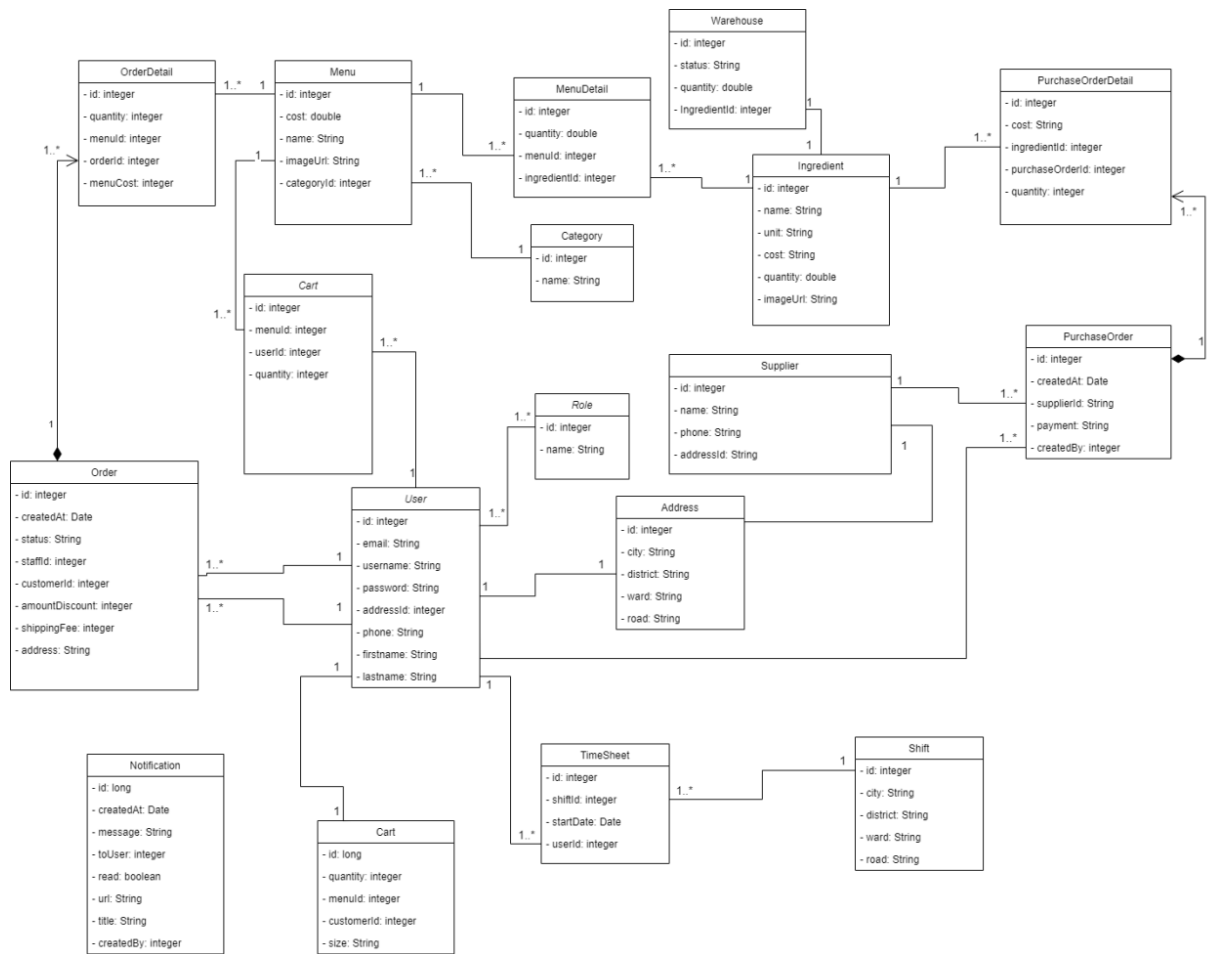 Warehouse
- id: integer
- status: String
- quantity: double
- IngredientId: integer
1
1
OrderDetail
- id: integer
- quantity: integer
- menuId: integer
- orderId: integer
- menuCost: integer
1..*
1
1..*
Menu
- id: integer
- cost: double
- name: String
- imageUrl: String
- categoryId: integer
1
1..*
1
1..*
MenuDetail
- id: integer
- quantity: double
- menuId: integer
- ingredientId: integer
1..*
1
Ingredient
- id: integer
- name: String
- unit: String
- cost: String
- quantity: double
- imageUrl: String
1
1..*
PurchaseOrderDetail
- id: integer
- cost: String
- ingredientId: integer
- purchaseOrderId: integer
- quantity: integer
1..*
1
Category
- id: integer
- name: String
1
Cart
- id: integer
- menuId: integer
- userId: integer
- quantity: integer
1..*
1..*
1
Supplier
- id: integer
- name: String
- phone: String
- addressId: String
1
1..*
1
PurchaseOrder
- id: integer
- createdAt: Date
- supplierId: String
- payment: String
- createdBy: integer
1..*
Role
- id: integer
- name: String
1..*
1..*
1
Order
- id: integer
- createdAt: Date
- status: String
- staffId: integer
- customerId: integer
- amountDiscount: integer
- shippingFee: integer
- address: String
1..*
1
1..*
1
User
- id: integer
- email: String
- username: String
- password: String
- addressId: integer
- phone: String
- firstname: String
- lastname: String
1
1
1
1
Address
- id: integer
- city: String
- district: String
- ward: String
- road: String
Notification
- id: long
- createdAt: Date
- message: String
- toUser: integer
- read: boolean
- url: String
- title: String
- createdBy: integer
1
Cart
- id: long
- quantity: integer
- menuId: integer
- customerId: integer
- size: String
1..*
TimeSheet
- id: integer
- shiftId: integer
- startDate: Date
- userId: integer
1..*
1
Shift
- id: integer
- city: String
- district: String
- ward: String
- road: String